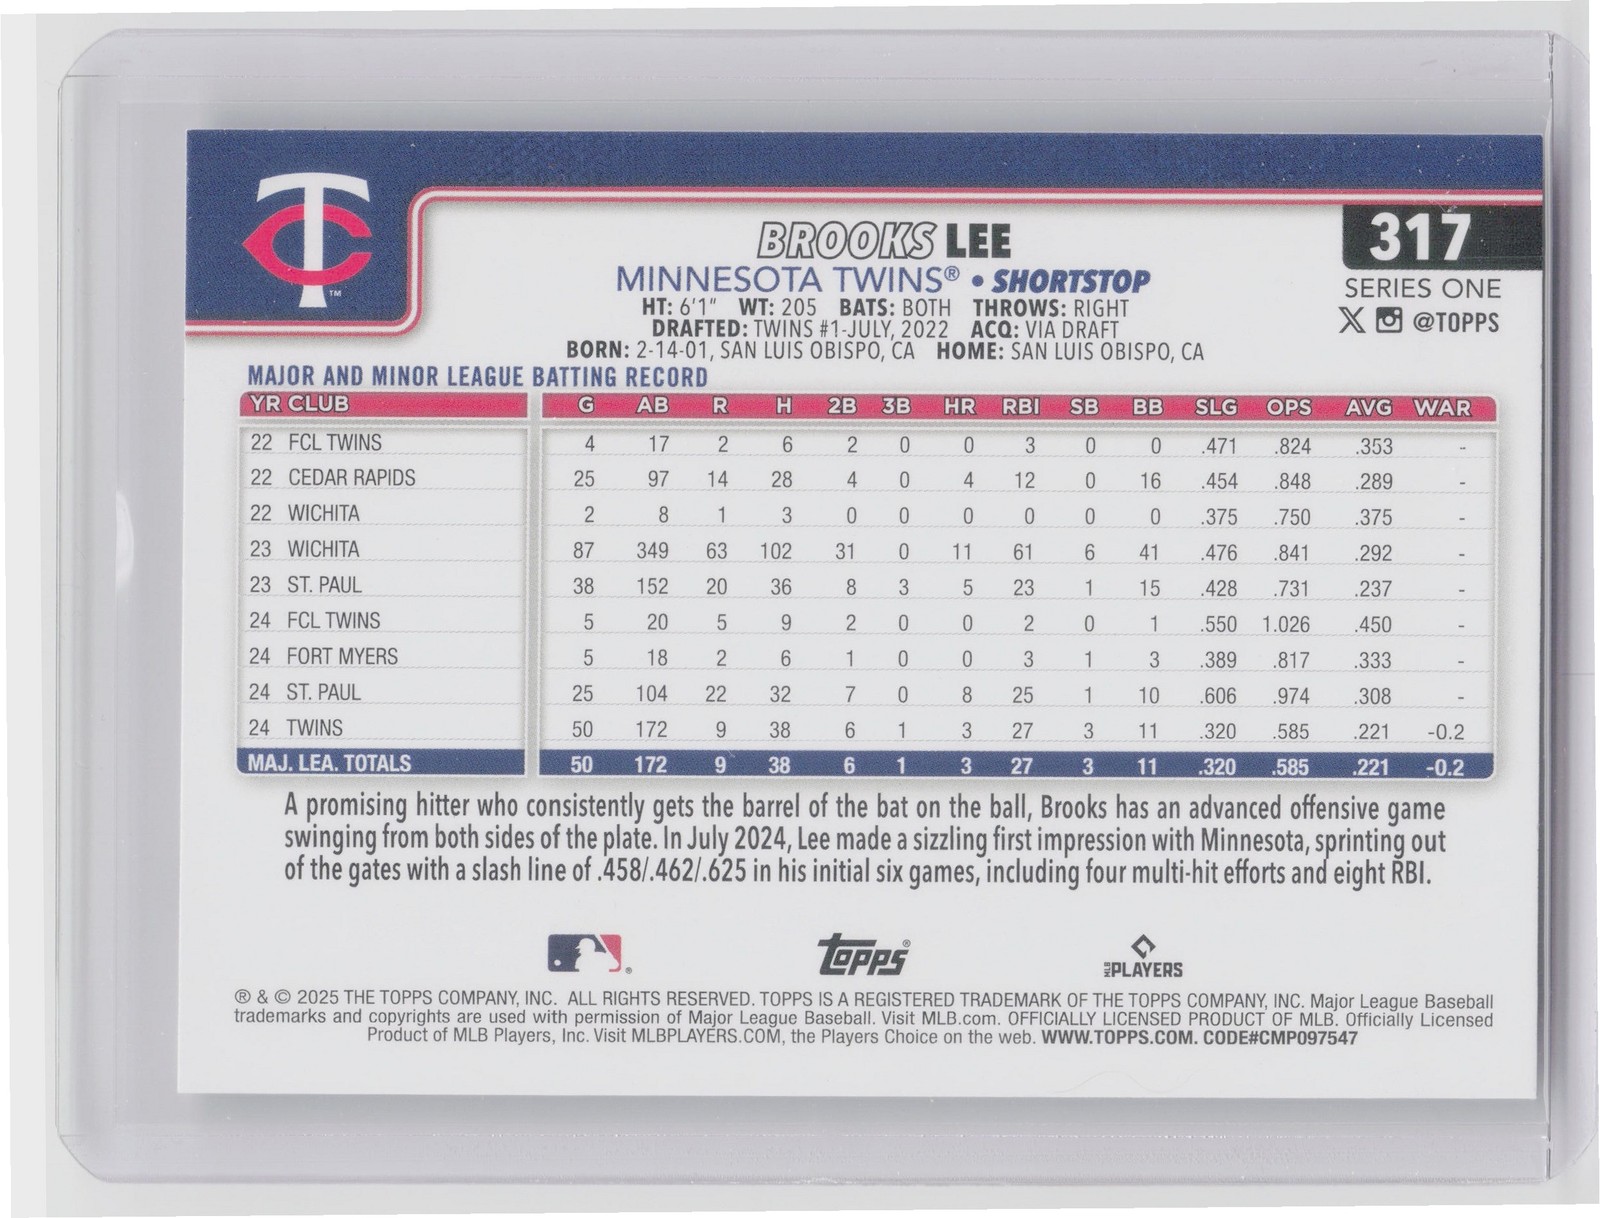 TC
™
BROOKS LEE
317
MINNESOTA TWINS® • SHORTSTOP
SERIES ONE
HT: 6'1" WT: 205 BATS: BOTH THROWS: RIGHT
@TOPPS
DRAFTED: TWINS #1-JULY, 2022 ACQ: VIA DRAFT
BORN: 2-14-01, SAN LUIS OBISPO, CA HOME: SAN LUIS OBISPO, CA
MAJOR AND MINOR LEAGUE BATTING RECORD
YR CLUB G AB R H 2B 3B HR RBI SB BB SLG OPS AVG WAR
22 FCL TWINS 4 17 2 6 2 0 0 3 0 0 .471 .824 .353 -
22 CEDAR RAPIDS 25 97 14 28 4 0 4 12 0 16 .454 .848 .289 -
22 WICHITA 2 8 1 3 0 0 0 0 0 0 .375 .750 .375 -
23 WICHITA 87 349 63 102 31 0 11 61 6 41 .476 .841 .292 -
23 ST. PAUL 38 152 20 36 8 3 5 23 1 15 .428 .731 .237 -
24 FCL TWINS 5 20 5 9 2 0 0 2 0 1 .550 1.026 .450 -
24 FORT MYERS 5 18 2 6 1 0 0 3 1 3 .389 .817 .333 -
24 ST. PAUL 25 104 22 32 7 0 8 25 1 10 .606 .974 .308 -
24 TWINS 50 172 9 38 6 1 3 27 3 11 .320 .585 .221 -0.2
MAJ. LEA. TOTALS 50 172 9 38 6 1 3 27 3 11 .320 .585 .221 -0.2
A promising hitter who consistently gets the barrel of the bat on the ball, Brooks has an advanced offensive game
swinging from both sides of the plate. In July 2024, Lee made a sizzling first impression with Minnesota, sprinting out
of the gates with a slash line of .458/.462/.625 in his initial six games, including four multi-hit efforts and eight RBI.
® topps® MLB PLAYERS
® & © 2025 THE TOPPS COMPANY, INC. ALL RIGHTS RESERVED. TOPPS IS A REGISTERED TRADEMARK OF THE TOPPS COMPANY, INC. Major League Baseball
trademarks and copyrights are used with permission of Major League Baseball. Visit MLB.com. OFFICIALLY LICENSED PRODUCT OF MLB. Officially Licensed
Product of MLB Players, Inc. Visit MLBPLAYERS.COM, the Players Choice on the web. WWW.TOPPS.COM. CODE#CMP097547